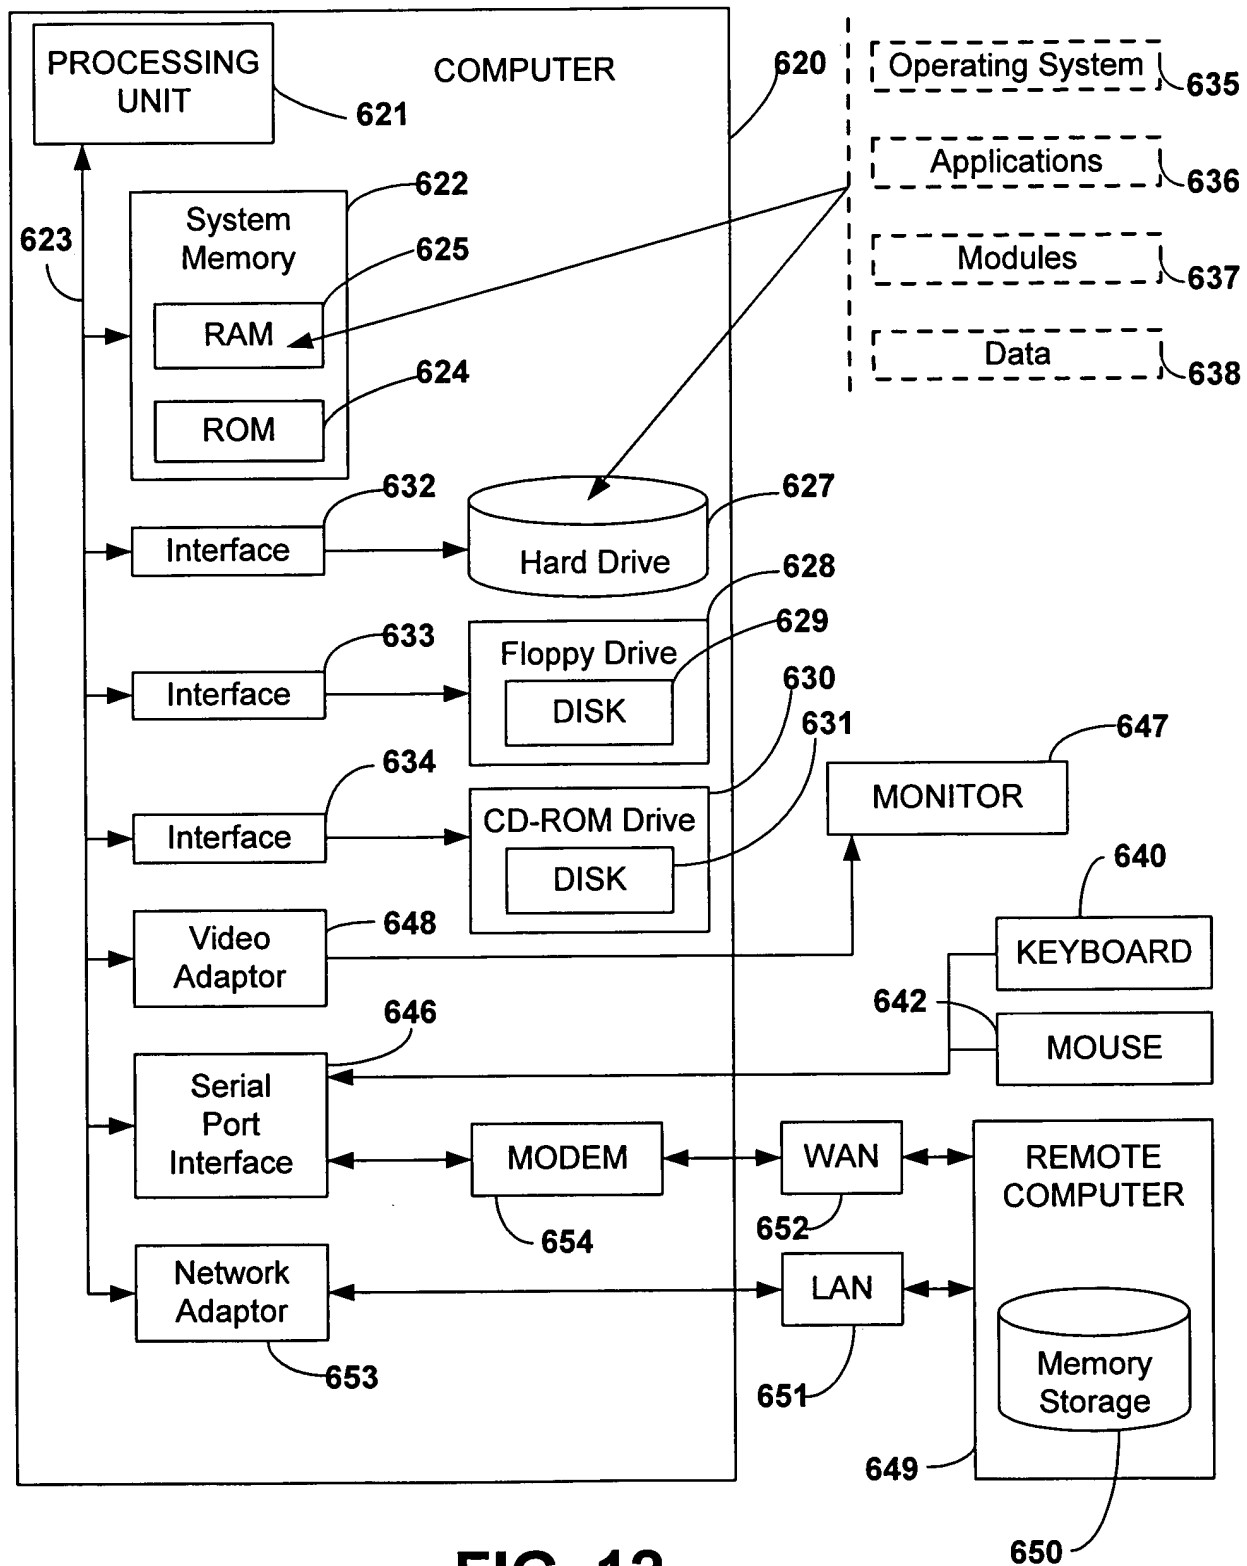 PROCESSING
UNIT
COMPUTER
620
621
Operating System
635
Applications
636
Modules
637
Data
638
622
System
Memory
623
625
RAM
624
ROM
632
Interface
627
Hard Drive
628
629
633
Interface
Floppy Drive
DISK
630
631
634
Interface
CD-ROM Drive
DISK
647
MONITOR
640
KEYBOARD
648
Video
Adaptor
642
MOUSE
646
Serial
Port
Interface
MODEM
654
WAN
652
REMOTE
COMPUTER
Network
Adaptor
653
LAN
651
Memory
Storage
649
650